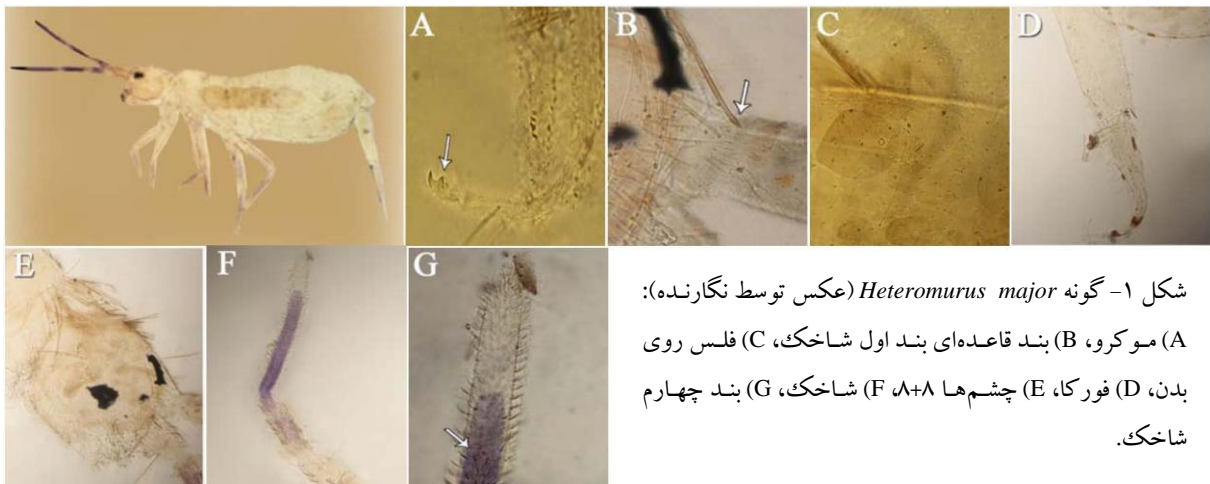 A
B
C
D
E
F
G
شکل ۱- گونه Heteromurus major (عکس توسط نگارنده):
A) موکرو، B) بند قاعده‌ای بند اول شاخک، C) فلس روی
بدن، D) فورکا، E) چشم‌ها ۸+۸، F) شاخک، G) بند چهارم
شاخک.